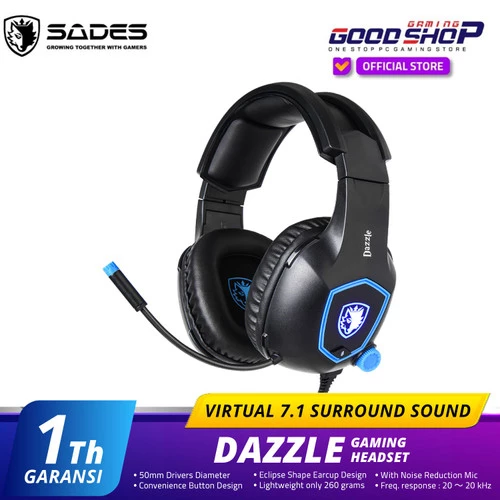 SADES
GROWING TOGETHER WITH GAMERS
GAMING
GOODSHOP
ONE STOP PC GAMING STORE
OFFICIAL STORE
Dazzle
VIRTUAL 7.1 SURROUND SOUND
1Th
GARANSI
DAZZLE GAMING HEADSET
• 50mm Drivers Diameter
• Convenience Button Design
• Eclipse Shape Earcup Design
• Lightweight only 260 grams
• With Noise Reduction Mic
• Freq. response : 20 ~ 20 kHz